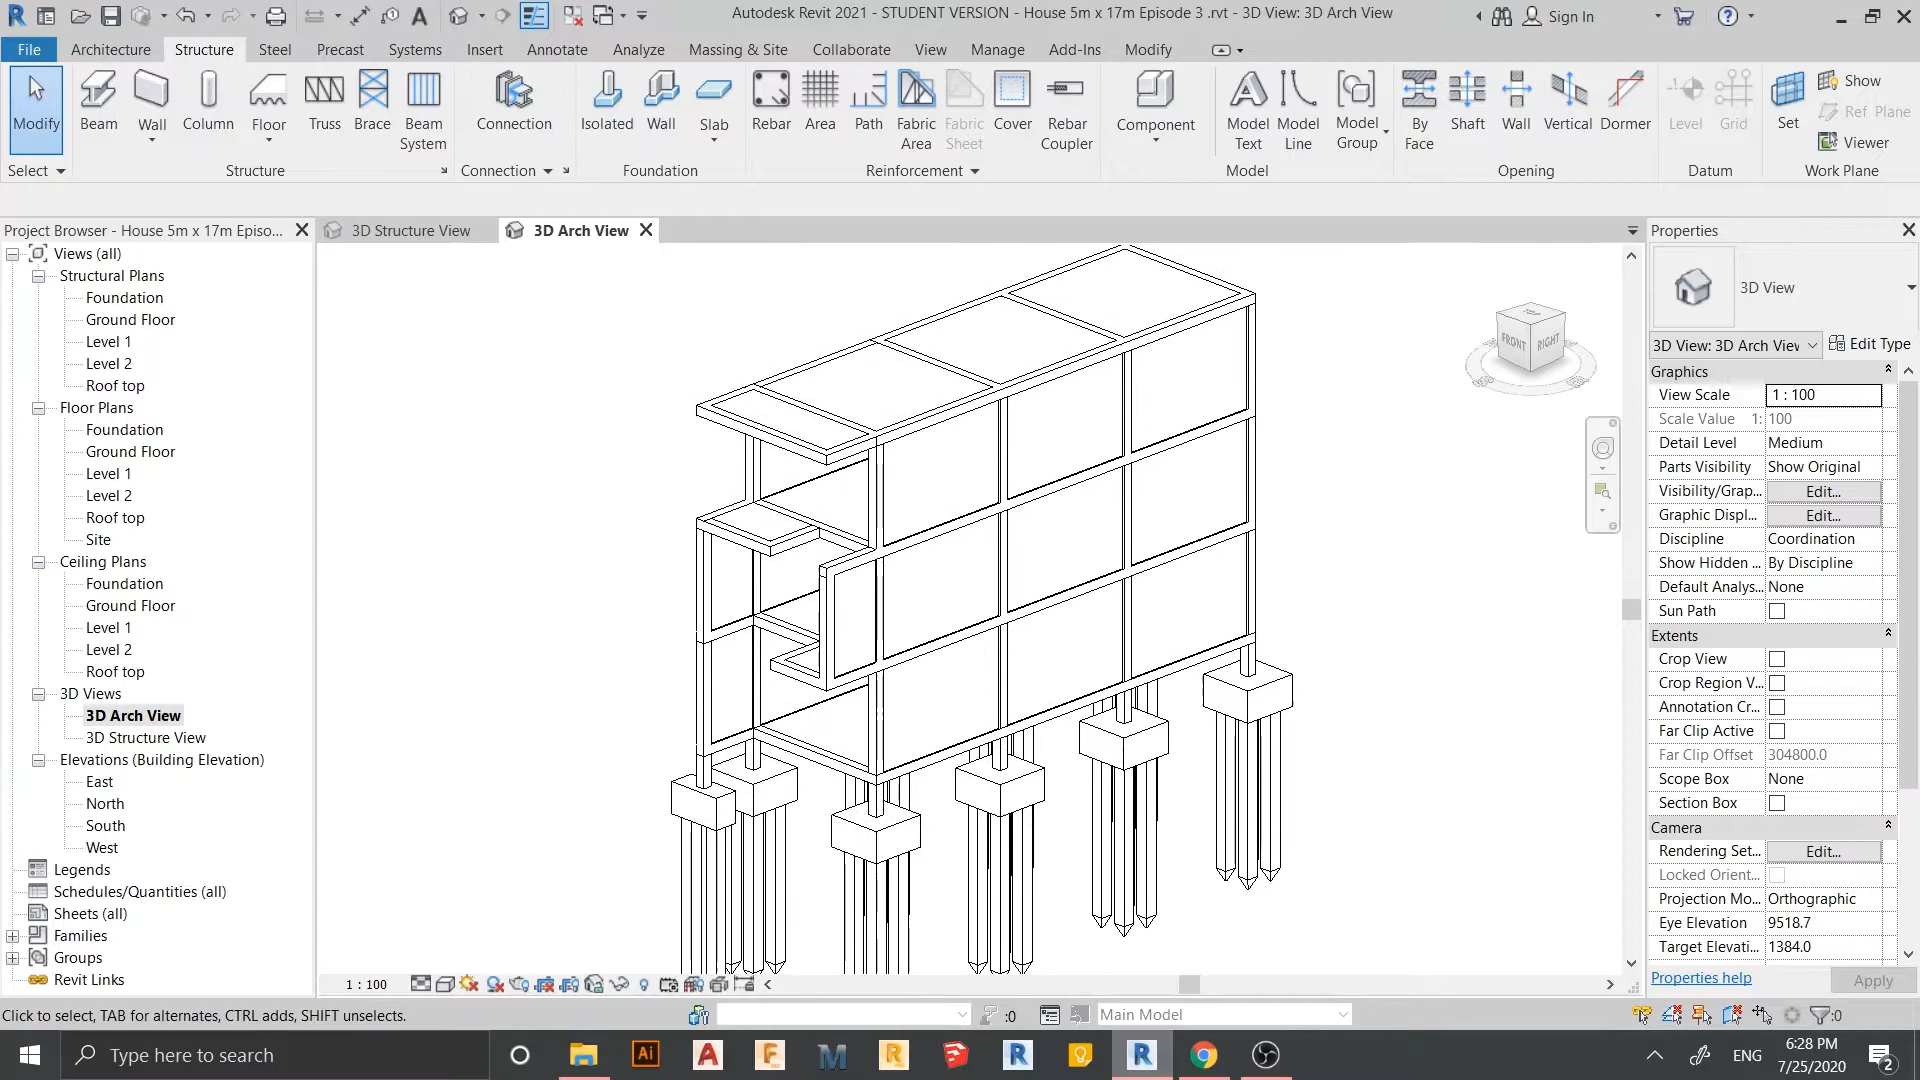 Autodesk Revit 2021 - STUDENT VERSION - House 5m x 17m Episode 3 .rvt - 3D View: 3D Arch View
Sign In
File Architecture Structure Steel Precast Systems Insert Annotate Analyze Massing & Site Collaborate View Manage Add-Ins Modify
Modify Beam Wall Column Floor Truss Brace Beam System Connection Isolated Wall Slab Rebar Area Path Fabric Area Fabric Sheet Cover Rebar Coupler Component Model Text Model Line Model Group By Face Shaft Wall Vertical Dormer Level Grid Set Show Ref Plane Viewer
Select Structure Connection Foundation Reinforcement Model Opening Datum Work Plane
Project Browser - House 5m x 17m Episo...
Views (all)
Structural Plans
Foundation
Ground Floor
Level 1
Level 2
Roof top
Floor Plans
Foundation
Ground Floor
Level 1
Level 2
Roof top
Site
Ceiling Plans
Foundation
Ground Floor
Level 1
Level 2
Roof top
3D Views
3D Arch View
3D Structure View
Elevations (Building Elevation)
East
North
South
West
Legends
Schedules/Quantities (all)
Sheets (all)
Families
Groups
Revit Links
3D Structure View
3D Arch View
TOP
FRONT RIGHT
Properties
3D View
3D View: 3D Arch View Edit Type
Graphics
View Scale 1 : 100
Scale Value 1: 100
Detail Level Medium
Parts Visibility Show Original
Visibility/Grap... Edit...
Graphic Displ... Edit...
Discipline Coordination
Show Hidden ... By Discipline
Default Analys... None
Sun Path
Extents
Crop View
Crop Region V...
Annotation Cr...
Far Clip Active
Far Clip Offset 304800.0
Scope Box None
Section Box
Camera
Rendering Set... Edit...
Locked Orient...
Projection Mo... Orthographic
Eye Elevation 9518.7
Target Elevati... 1384.0
Properties help Apply
1 : 100
Click to select, TAB for alternates, CTRL adds, SHIFT unselects.
:0
Main Model
:0
Type here to search
ENG
6:28 PM
7/25/2020
2